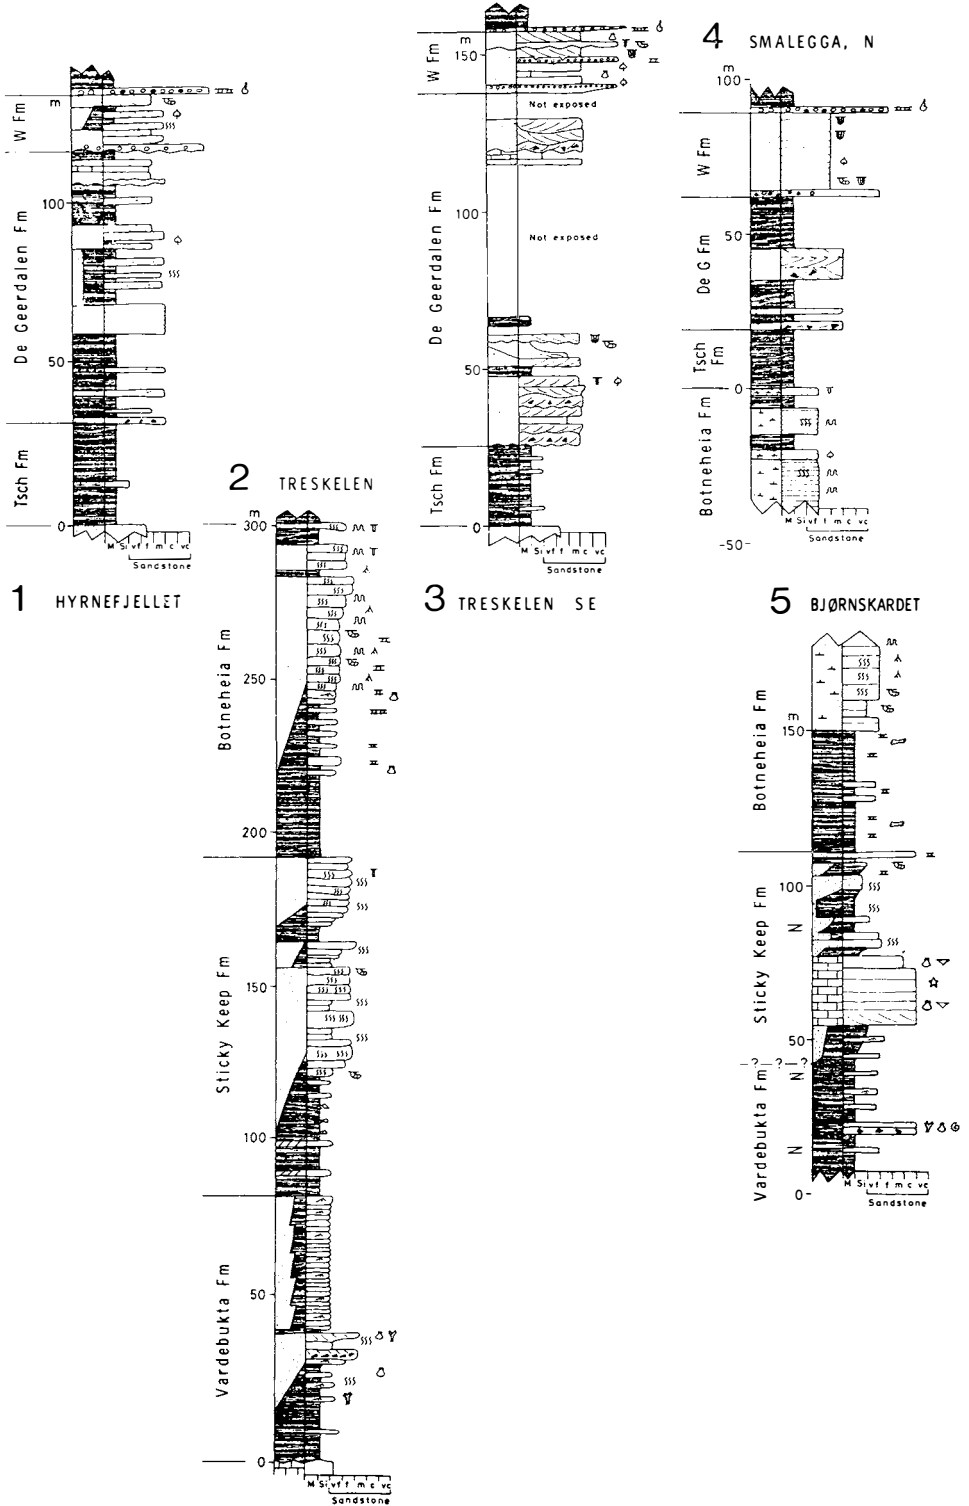 m
W Fm
100
De Geerdalen Fm
50
Tsch Fm
0
M Si vf f m c vc
Sandstone
1 HYRNEFJELLET
2 TRESKELEN
m
300
Botneheia Fm
250
200
Sticky Keep Fm
150
100
Vardebukta Fm
50
0
M Si vf f m c vc
Sandstone
m
150
W Fm
Not exposed
100
Not exposed
De Geerdalen Fm
50
Tsch Fm
0
M Si vf f m c vc
Sandstone
3 TRESKELEN SE
4 SMALEGGA, N
m
100
W Fm
50
De G Fm
Tsch Fm
0
Botneheia Fm
-50
M Si vf f m c vc
Sandstone
5 BJØRNSKARDET
Botneheia Fm
m
150
100
N
Sticky Keep Fm
50
-?-?-?
N
Vardebukta Fm
N
0
M Si vf f m c vc
Sandstone